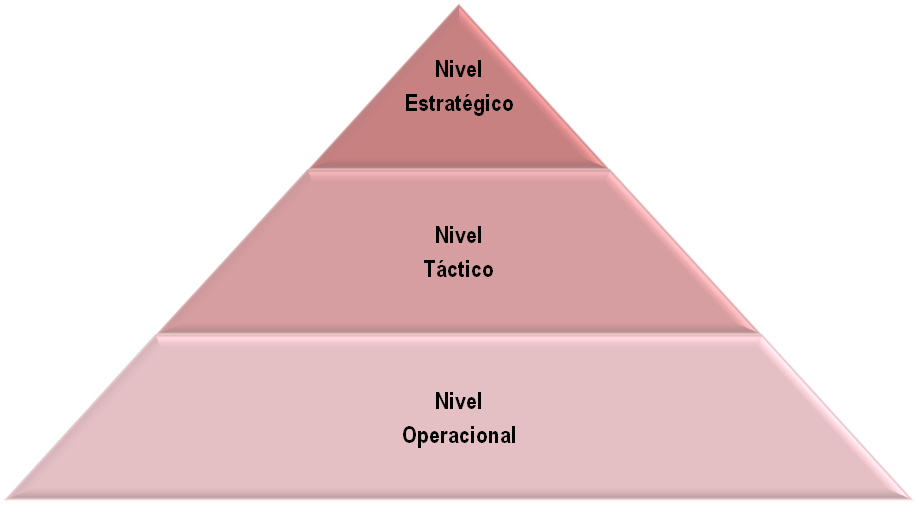 Nivel
Estratégico
Nivel
Táctico
Nivel
Operacional